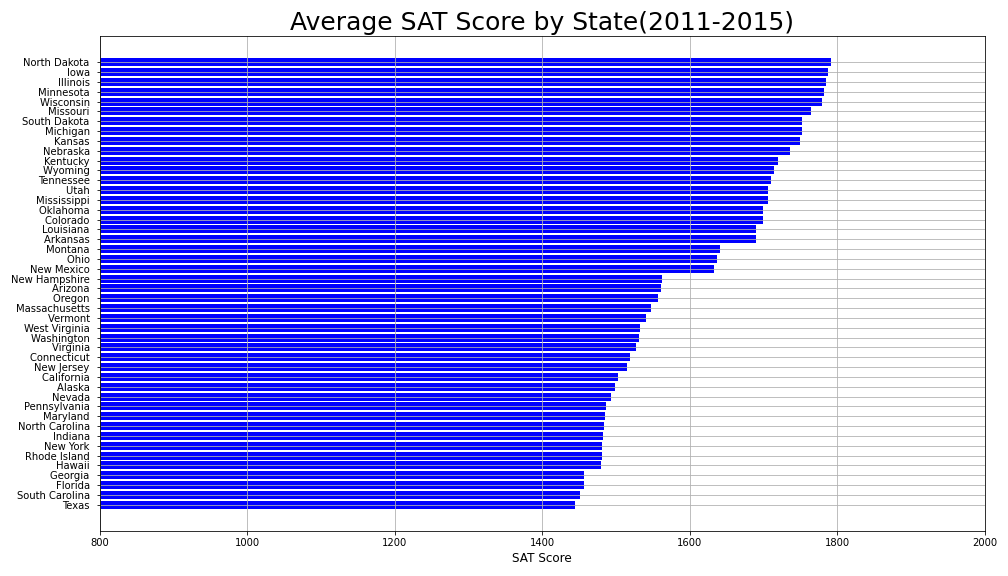 Average SAT Score by State(2011-2015)
North Dakota
Iowa
Illinois
Minnesota
Wisconsin
Missouri
South Dakota
Michigan
Kansas
Nebraska
Kentucky
Wyoming
Tennessee
Utah
Mississippi
Oklahoma
Colorado
Louisiana
Arkansas
Montana
Ohio
New Mexico
New Hampshire
Arizona
Oregon
Massachusetts
Vermont
West Virginia
Washington
Virginia
Connecticut
New Jersey
California
Alaska
Nevada
Pennsylvania
Maryland
North Carolina
Indiana
New York
Rhode Island
Hawaii
Georgia
Florida
South Carolina
Texas
800 1000 1200 1400 1600 1800 2000
SAT Score